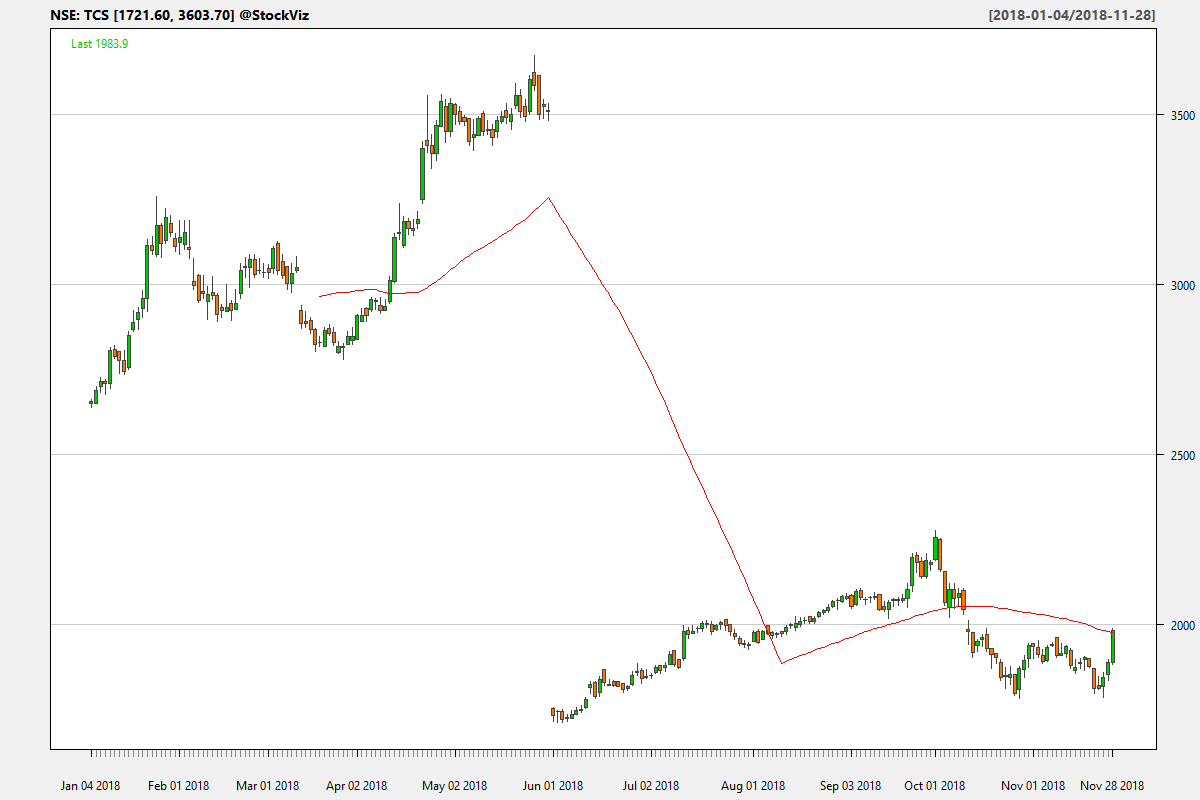 NSE: TCS [1721.60, 3603.70] @StockViz
[2018-01-04/2018-11-28]
Last 1983.9
3500
3000
2500
2000
Jan 04 2018 Feb 01 2018 Mar 01 2018 Apr 02 2018 May 02 2018 Jun 01 2018 Jul 02 2018 Aug 01 2018 Sep 03 2018 Oct 01 2018 Nov 01 2018 Nov 28 2018